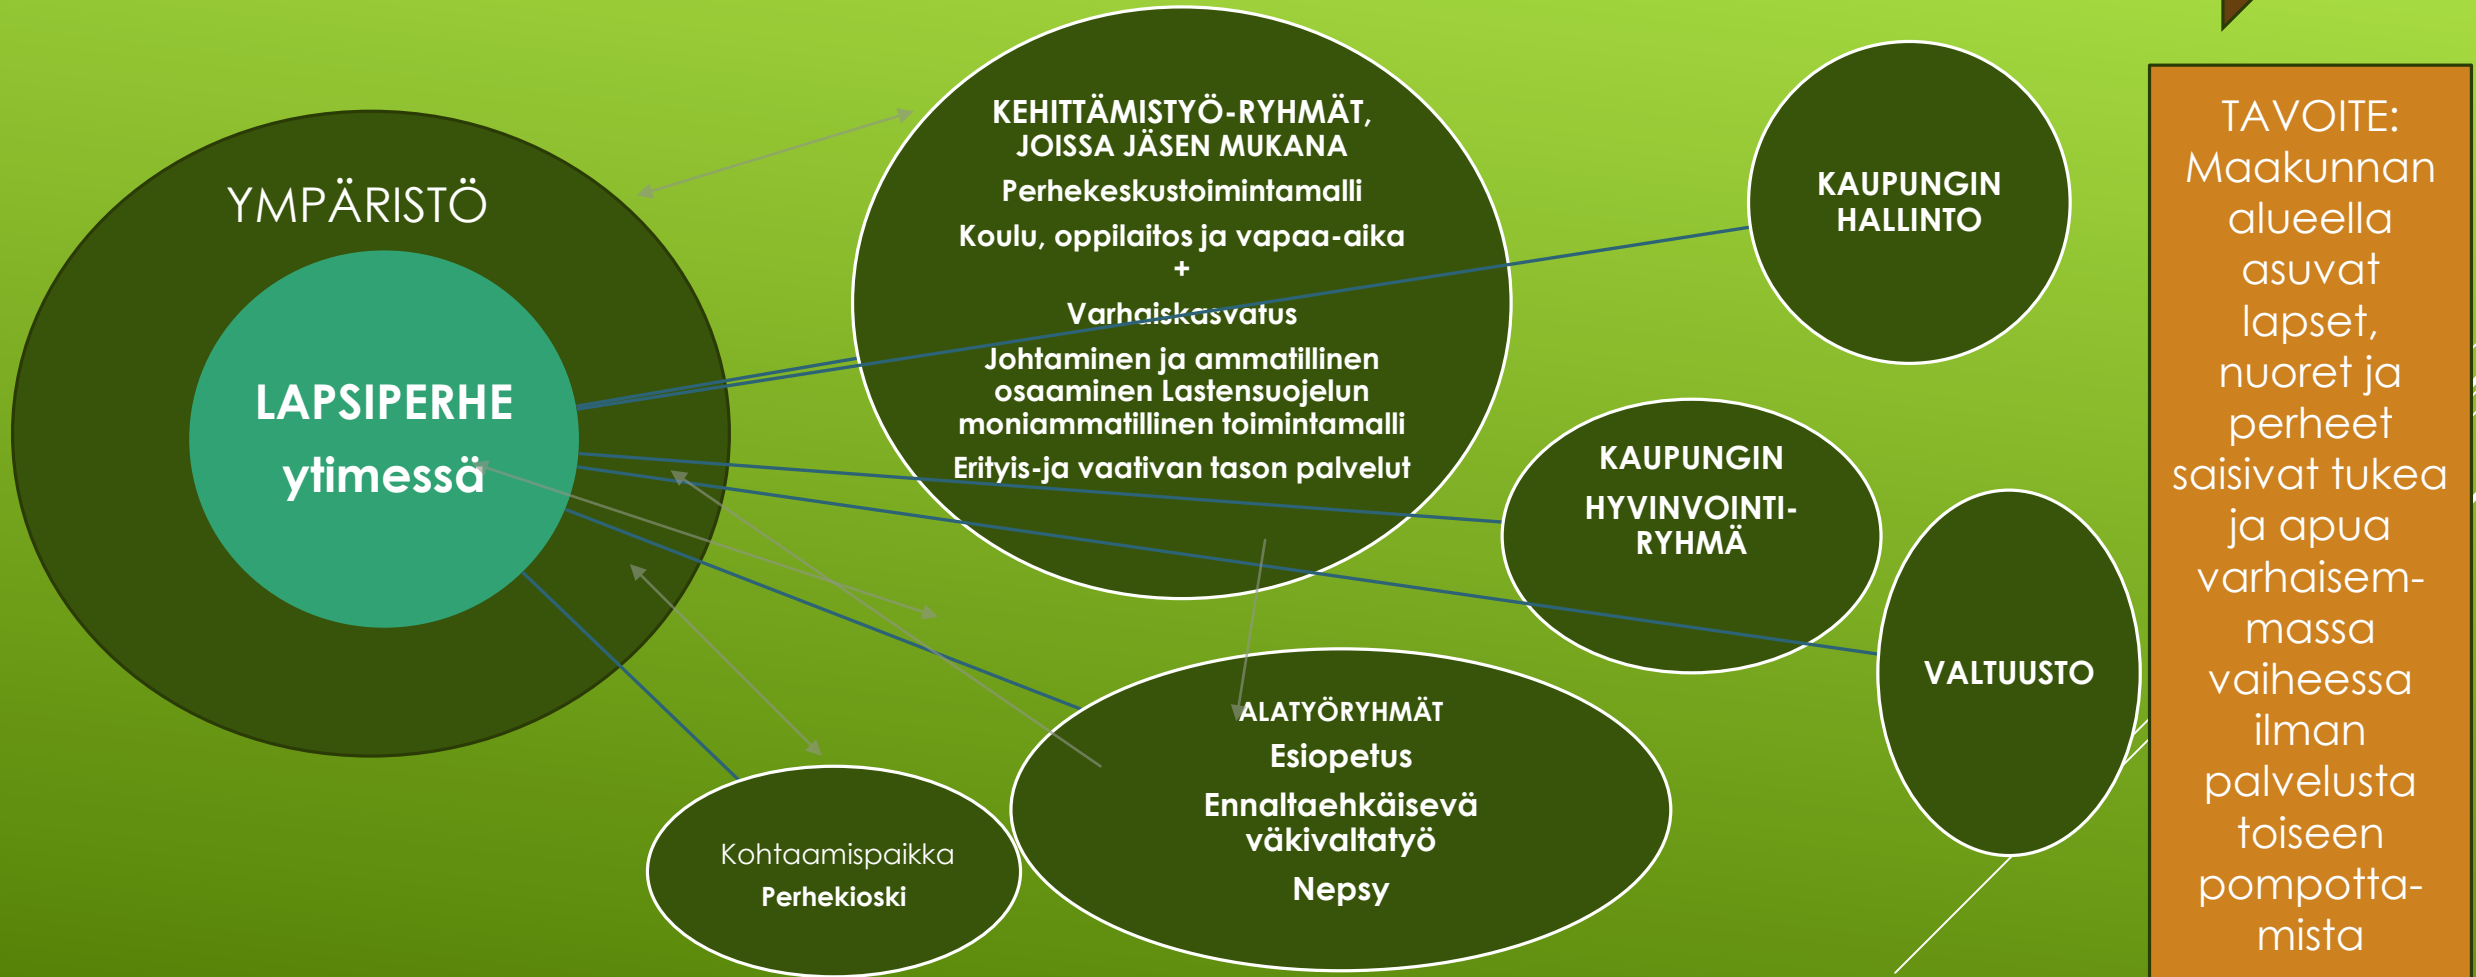 YMPÄRISTÖ
LAPSIPERHE
ytimessä
KEHITTÄMISTYÖ-RYHMÄT,
JOISSA JÄSEN MUKANA
Perhekeskustoimintamalli
Koulu, oppilaitos ja vapaa-aika
+
Varhaiskasvatus
Johtaminen ja ammatillinen
osaaminen Lastensuojelun
moniammatillinen toimintamalli
Erityis-ja vaativan tason palvelut
KAUPUNGIN
HALLINTO
KAUPUNGIN
HYVINVOINTI-
RYHMÄ
VALTUUSTO
ALATYÖRYHMÄT
Esiopetus
Ennaltaehkäisevä
väkivaltatyö
Nepsy
Kohtaamispaikka
Perhekioski
TAVOITE:
Maakunnan
alueella
asuvat
lapset,
nuoret ja
perheet
saisivat tukea
ja apua
varhaisem-
massa
vaiheessa
ilman
palvelusta
toiseen
pompotta-
mista